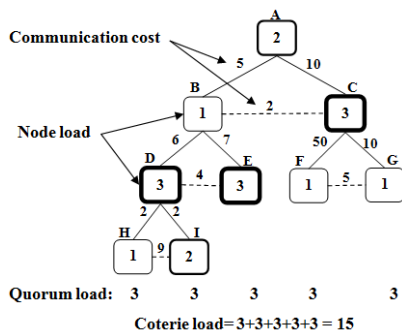 A
Communication cost
2
5
10
B
C
1
2
3
Node load
6
7
50
10
D
E
F
G
3
4
3
1
5
1
2
2
H
I
1
9
2
Quorum load: 3 3 3 3 3
Coterie load=3+3+3+3+3 = 15